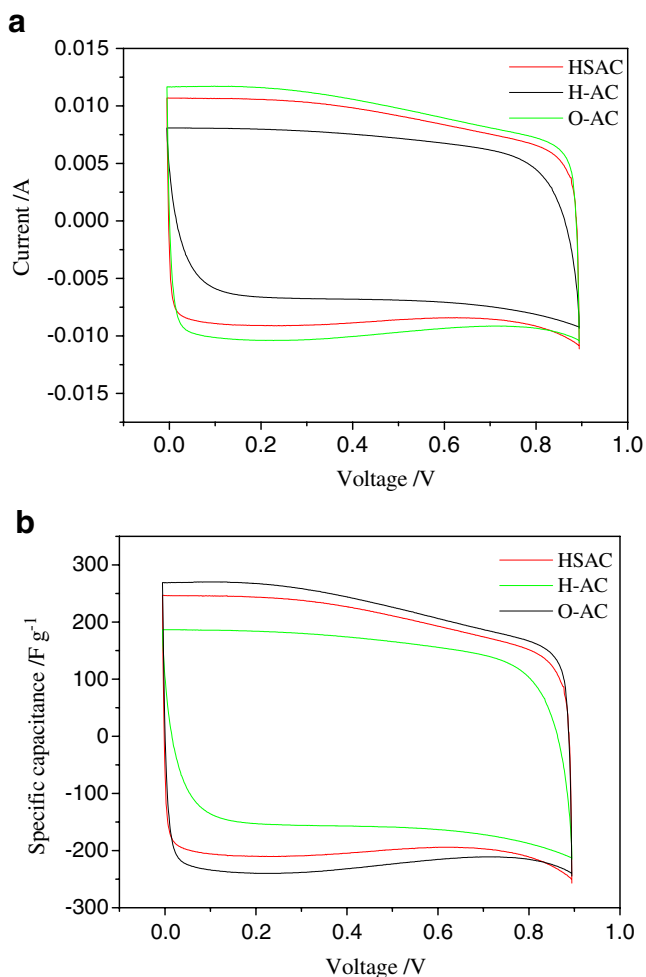 a
0.015
0.010
0.005
0.000
-0.005
-0.010
-0.015
Current /A
HSAC
H-AC
O-AC
0.0 0.2 0.4 0.6 0.8 1.0
Voltage /V
b
300
200
100
0
-100
-200
-300
Specific capacitance /F g⁻¹
HSAC
H-AC
O-AC
0.0 0.2 0.4 0.6 0.8 1.0
Voltage /V